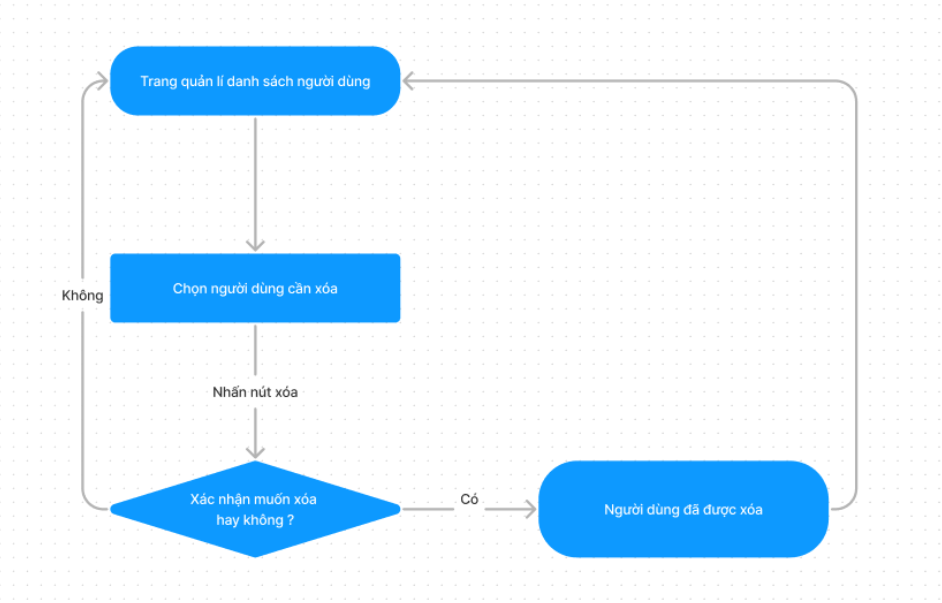 Trang quản lí danh sách người dùng
Chọn người dùng cần xóa
Không
Nhấn nút xóa
Xác nhận muốn xóa
hay không ?
Có
Người dùng đã được xóa